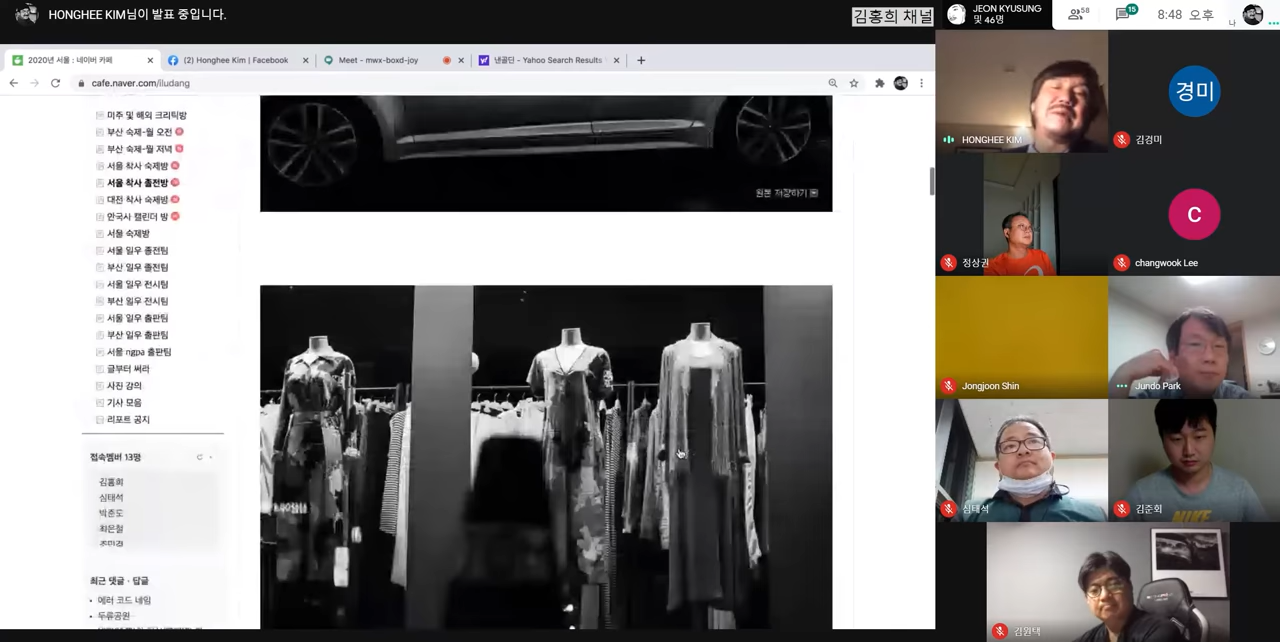 HONGHEE KIM님이 발표 중입니다.
김홍희 채널
JEON KYUSUNG
및 46명
58
15
8:48 오후
나
2020년 서울 : 네이버 카페
(2) Honghee Kim | Facebook
Meet - mwx-boxd-joy
낸골딘 - Yahoo Search Results
cafe.naver.com/iludang
미주 및 해외 크리틱방
부산 숙제-월 오전
부산 숙제-월 저녁
서울 착사 숙제방
서울 착사 졸전방
대전 착사 숙제방
안국사 캘린더 방
서울 숙제방
서울 일우 졸전팀
부산 일우 졸전팀
서울 일우 전시팀
부산 일우 전시팀
서울 일우 출판팀
부산 일우 출판팀
서울 ngpa 출판팀
글부터 써라
사진 강의
기사 모음
리포트 공지
접속멤버 13명
김홍희
심태석
박준도
최은철
최근 댓글 · 답글
에러 코드 네임
두류공원
원본 저장하기
HONGHEE KIM
경미
김경미
정상권
C
changwook Lee
Jongjoon Shin
Jundo Park
심태석
김준회
NIKE
김원택